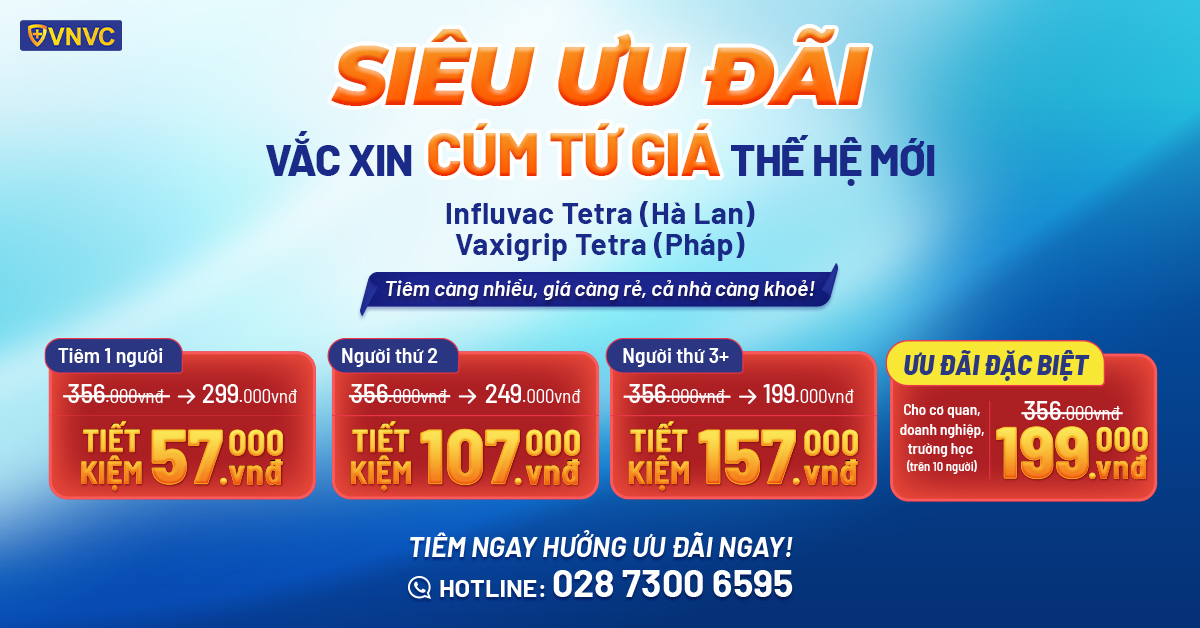 VNVC
SIÊU ƯU ĐÃI
VẮC XIN CÚM TỨ GIÁ THẾ HỆ MỚI
Influvac Tetra (Hà Lan)
Vaxigrip Tetra (Pháp)
Tiêm càng nhiều, giá càng rẻ, cả nhà càng khoẻ!
Tiêm 1 người
356.000vnđ → 299.000vnđ
TIẾT KIỆM 57.000 vnđ
Người thứ 2
356.000vnđ → 249.000vnđ
TIẾT KIỆM 107.000 vnđ
Người thứ 3+
356.000vnđ → 199.000vnđ
TIẾT KIỆM 157.000 vnđ
ƯU ĐÃI ĐẶC BIỆT
Cho cơ quan,
doanh nghiệp,
trường học
(trên 10 người)
356.000vnđ
199.000 vnđ
TIÊM NGAY HƯỞNG ƯU ĐÃI NGAY!
HOTLINE: 028 7300 6595